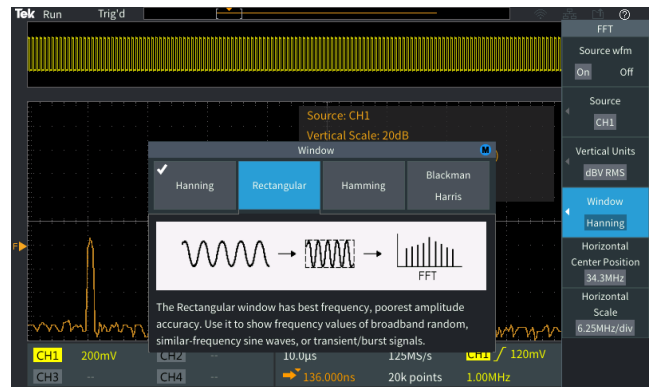 Tek Run Trig'd
FFT
Source wfm
On Off
Source
CH1
Source: CH1
Vertical Scale: 20dB
Vertical Units
dBV RMS
Window
M
Hanning
Rectangular
Hamming
Blackman
Harris
Window
Hanning
FFT
Horizontal
Center Position
34.3MHz
F
The Rectangular window has best frequency, poorest amplitude
accuracy. Use it to show frequency values of broadband random,
similar-frequency sine waves, or transient/burst signals.
Horizontal
Scale
6.25MHz/div
CH1 200mV CH2 -- 10.0µs 125MS/s CH1 120mV
CH3 -- CH4 -- 136.000ns 20k points 1.00MHz